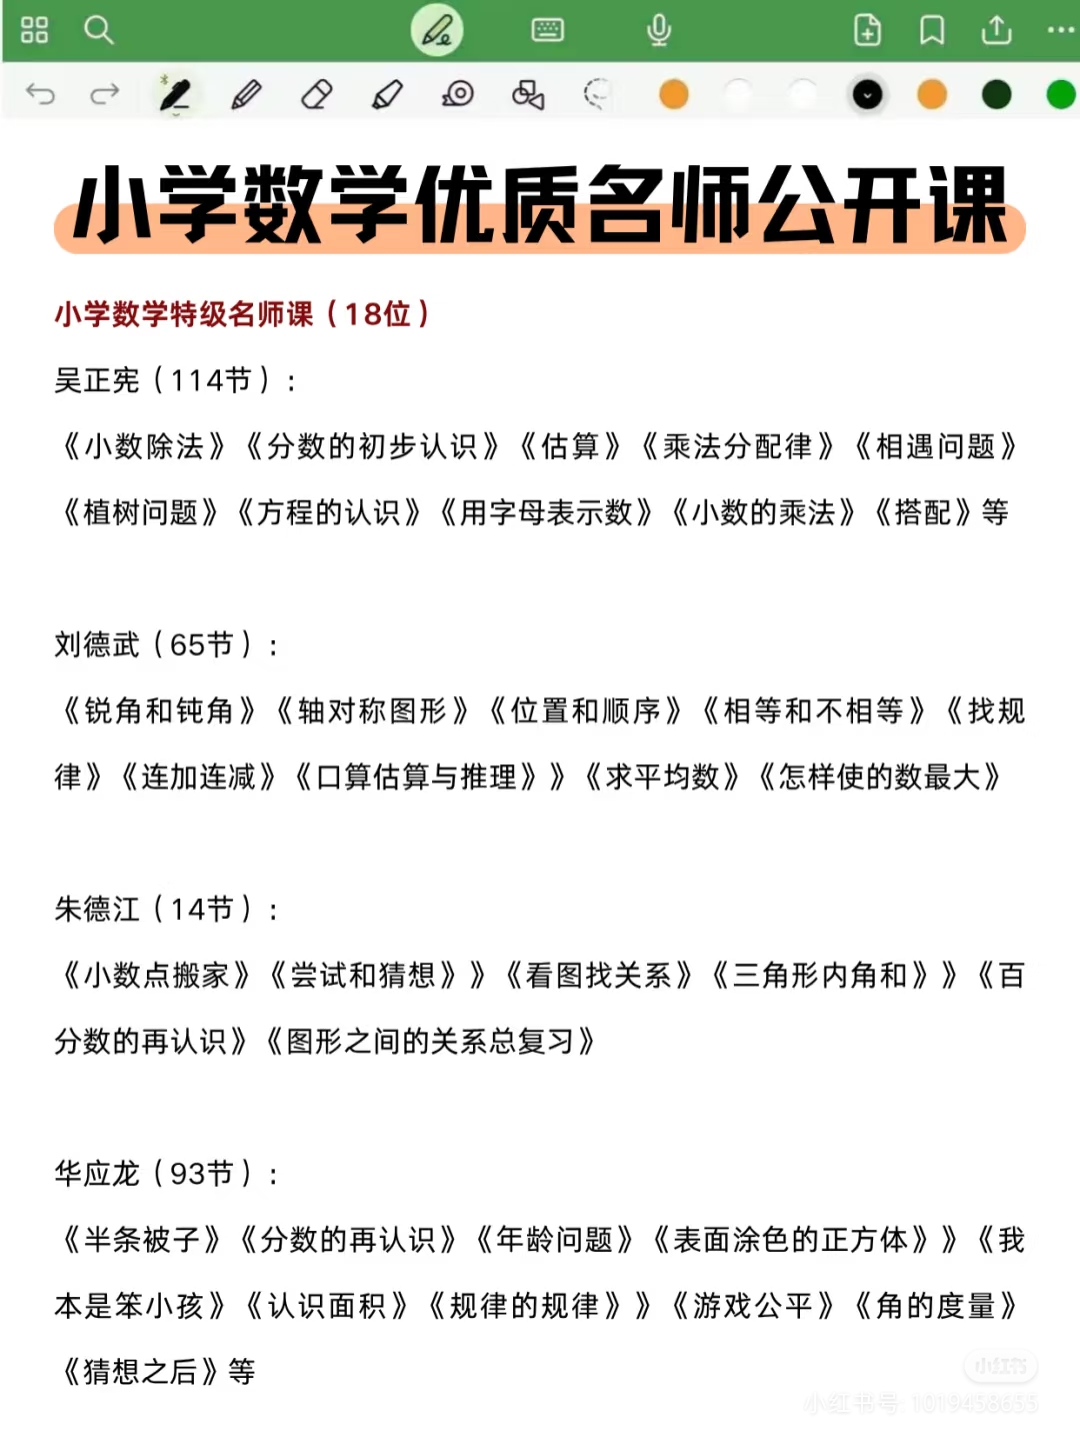 小学数学优质名师公开课
小学数学特级名师课（18位）
吴正宪（114节）：
《小数除法》《分数的初步认识》《估算》《乘法分配律》《相遇问题》
《植树问题》《方程的认识》《用字母表示数》《小数的乘法》《搭配》等
刘德武（65节）：
《锐角和钝角》《轴对称图形》《位置和顺序》《相等和不相等》《找规
律》《连加连减》《口算估算与推理》》《求平均数》《怎样使的数最大》
朱德江（14节）：
《小数点搬家》《尝试和猜想》》《看图找关系》《三角形内角和》》《百
分数的再认识》《图形之间的关系总复习》
华应龙（93节）：
《半条被子》《分数的再认识》《年龄问题》《表面涂色的正方体》》《我
本是笨小孩》《认识面积》《规律的规律》》《游戏公平》《角的度量》
《猜想之后》等
小红书
小红书号: 1019458655